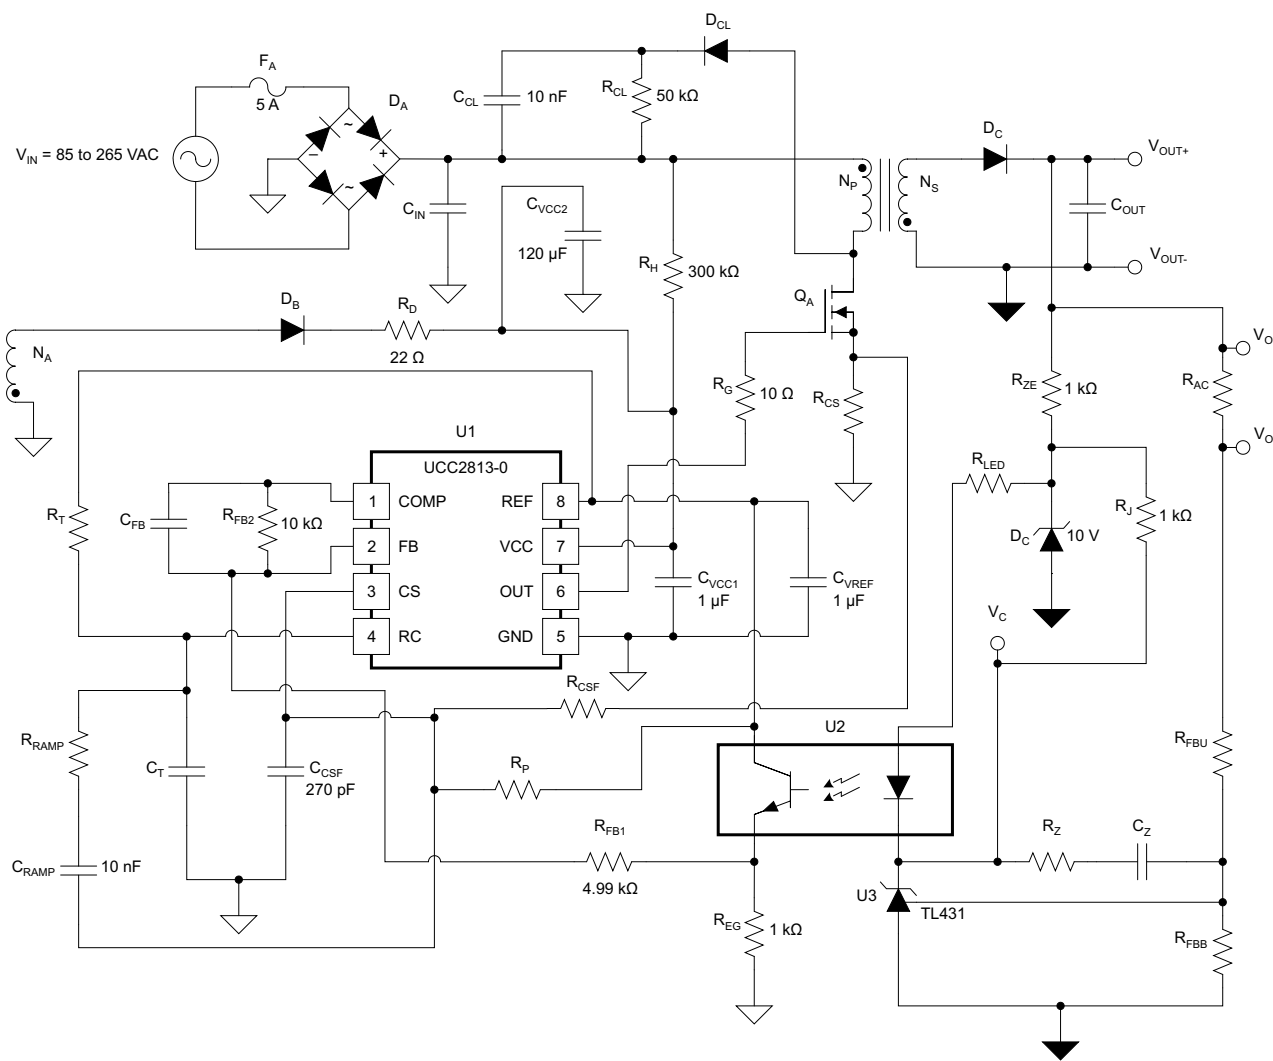 D_CL
F_A
5 A
D_A
C_CL
10 nF
R_CL
50 kΩ
V_IN = 85 to 265 VAC
~
+
–
~
D_C
V_OUT+
N_P
N_S
C_IN
C_VCC2
120 µF
C_OUT
R_H
300 kΩ
V_OUT-
Q_A
D_B
R_D
22 Ω
N_A
V_O
R_ZE
1 kΩ
R_AC
R_G
10 Ω
R_CS
V_O
U1
UCC2813-0
R_LED
R_T
C_FB
R_FB2
10 kΩ
1
COMP
REF
8
R_J
1 kΩ
2
FB
VCC
7
D_C
10 V
3
CS
OUT
6
C_VCC1
1 µF
C_VREF
1 µF
4
RC
GND
5
V_C
R_CSF
U2
R_RAMP
C_T
C_CSF
270 pF
R_P
R_FBU
C_RAMP
10 nF
R_FB1
4.99 kΩ
R_Z
C_Z
U3
TL431
R_EG
1 kΩ
R_FBB